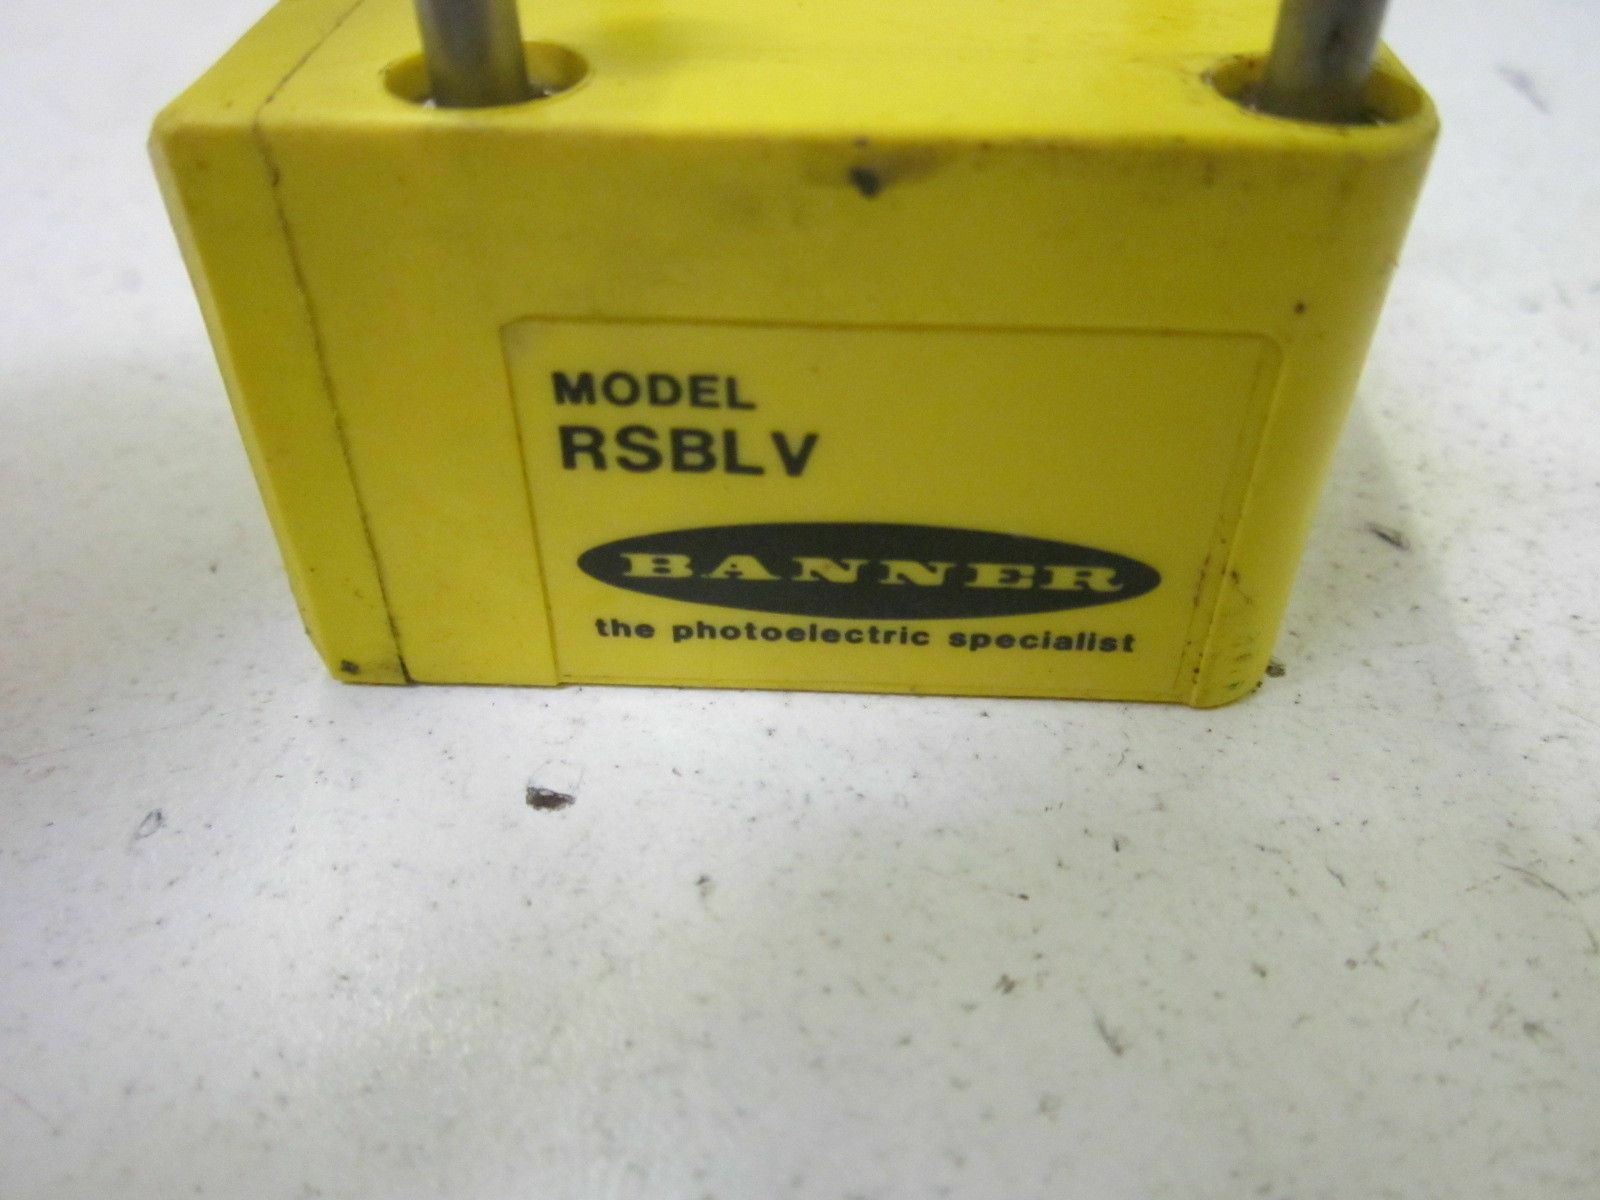 MODEL
RSBLV
BANNER
the photoelectric specialist